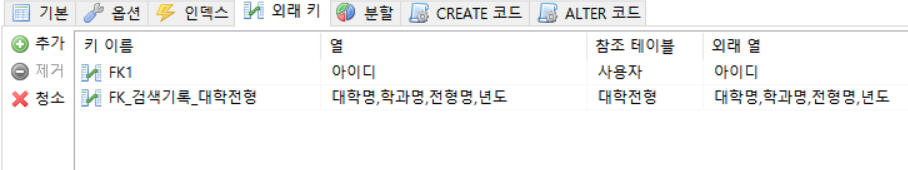 기본 옵션 인덱스 외래 키 분할 CREATE 코드 ALTER 코드
추가 키 이름 열 참조 테이블 외래 열
제거 FK1 아이디 사용자 아이디
청소 FK_검색기록_대학전형 대학명,학과명,전형명,년도 대학전형 대학명,학과명,전형명,년도